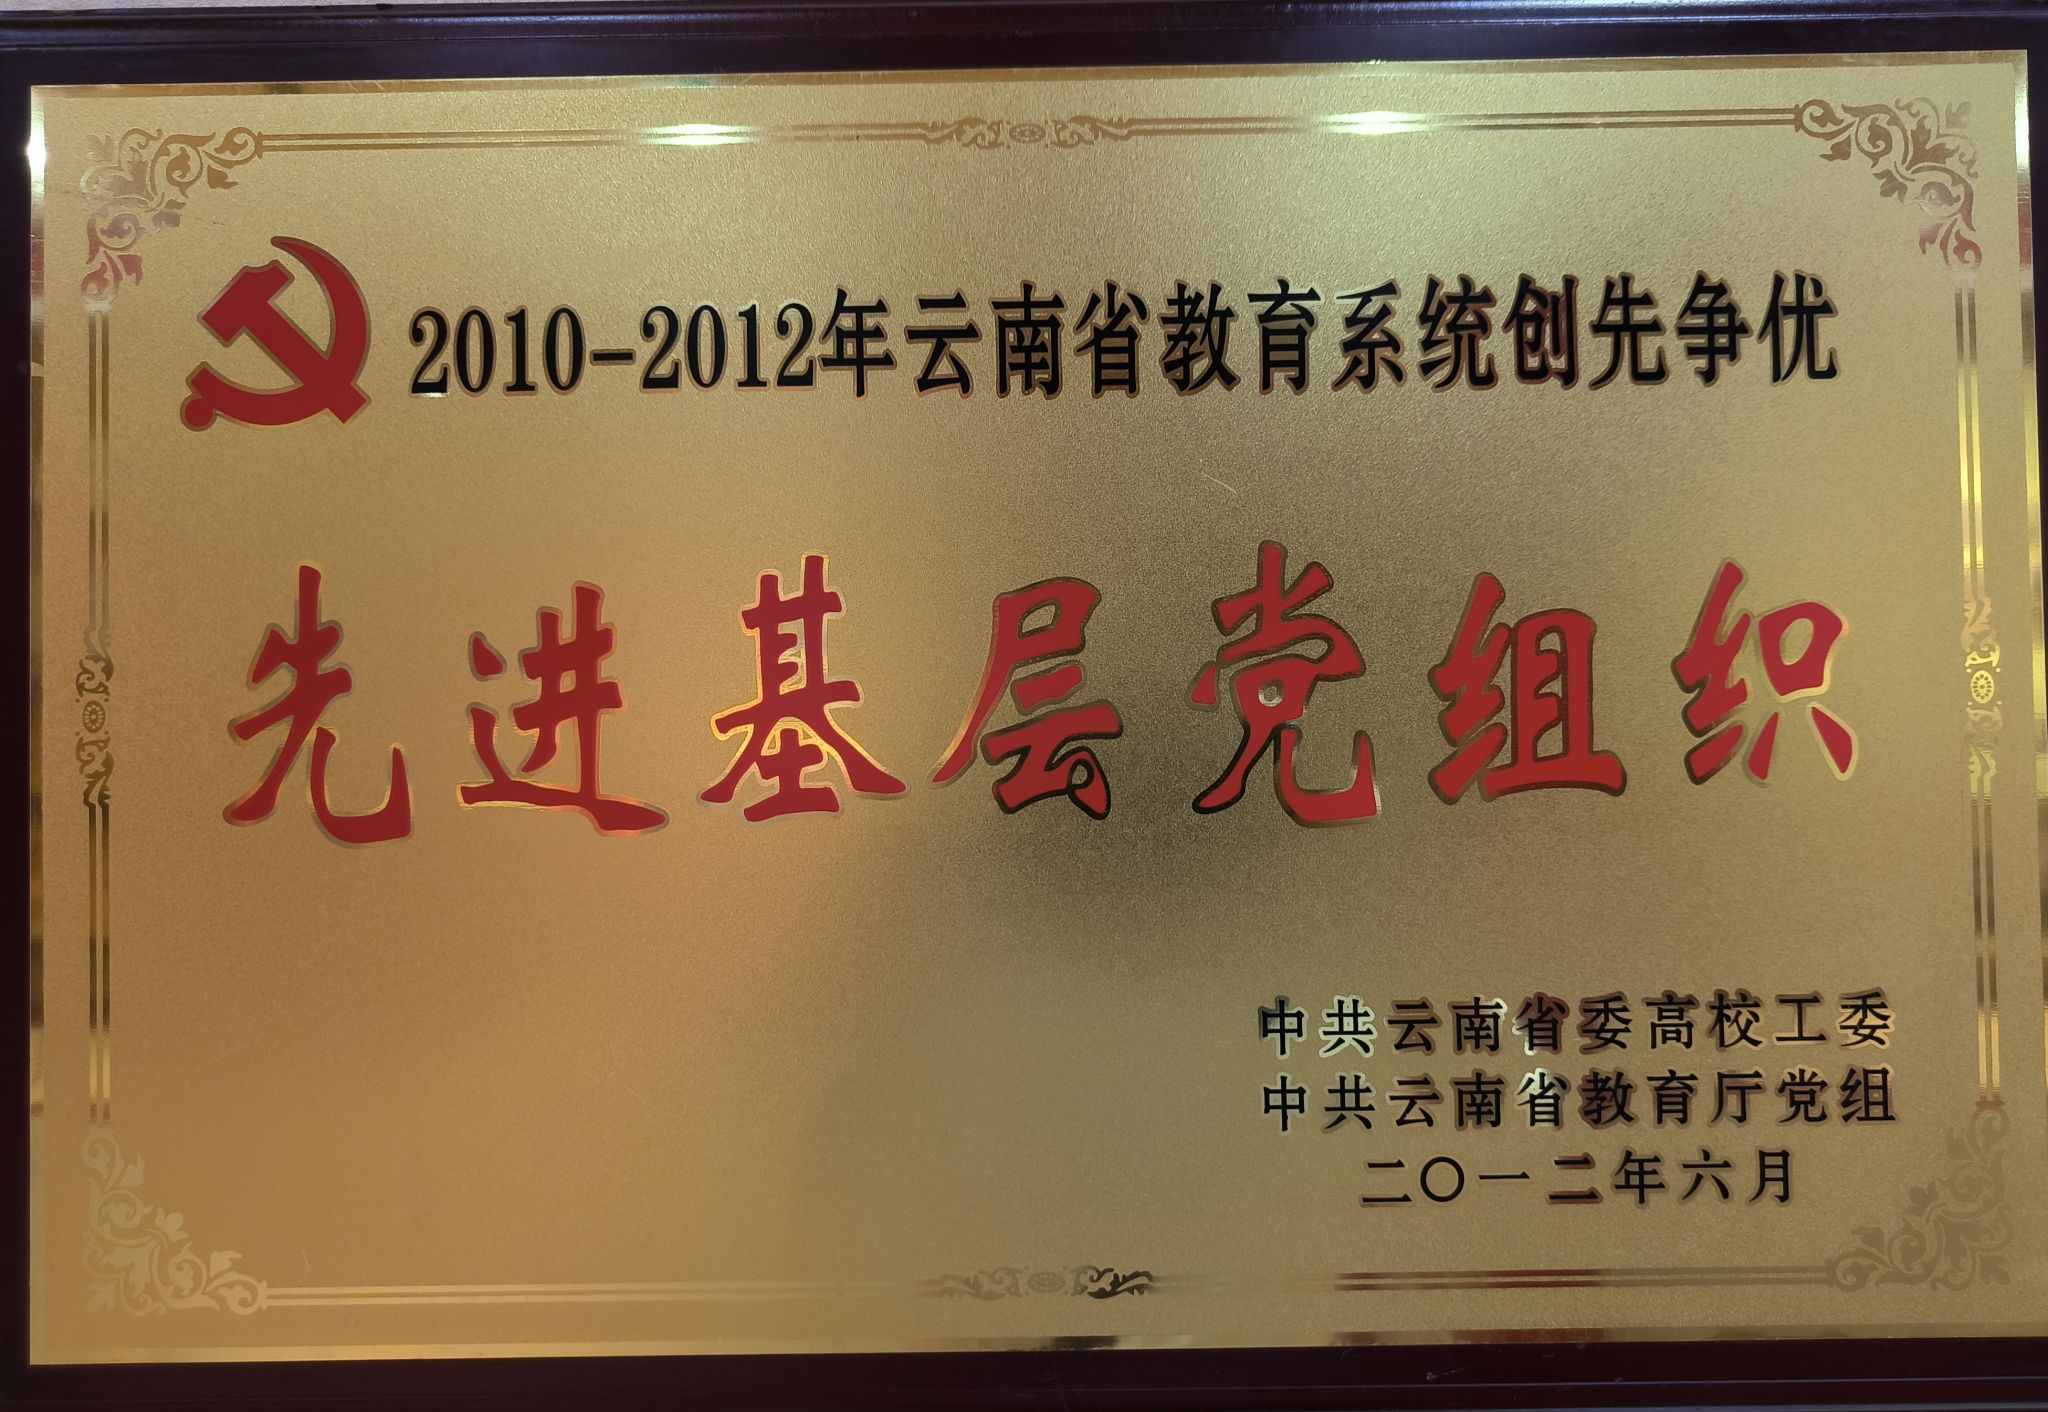 2010-2012年云南省教育系统创先争优
先进基层党组织
中共云南省委高校工委
中共云南省教育厅党组
二〇一二年六月